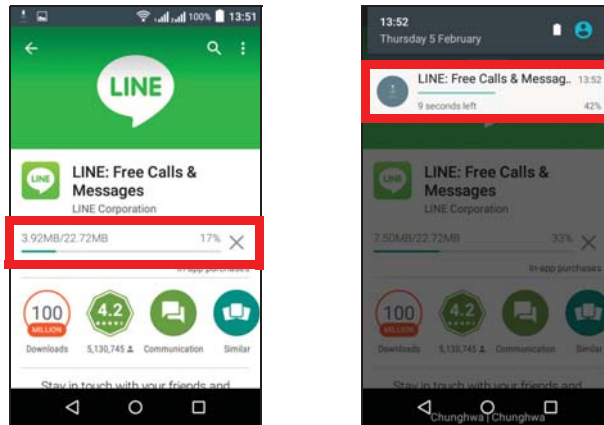 100% 13:51
LINE
LINE
LINE: Free Calls &
Messages
LINE Corporation
3.92MB/22.72MB 17%
In-app purchases
100
MILLION
4.2
Downloads 5,130,745 Communication Similar
Stay in touch with your friends and
13:52
Thursday 5 February
LINE: Free Calls & Messag.. 13:52
9 seconds left 42%
LINE
LINE: Free Calls &
Messages
LINE Corporation
7.50MB/22.72MB 33%
In-app purchases
100
MILLION
4.2
Downloads 5,130,745 Communication Similar
Stay in touch with your friends and
Chunghwa | Chunghwa